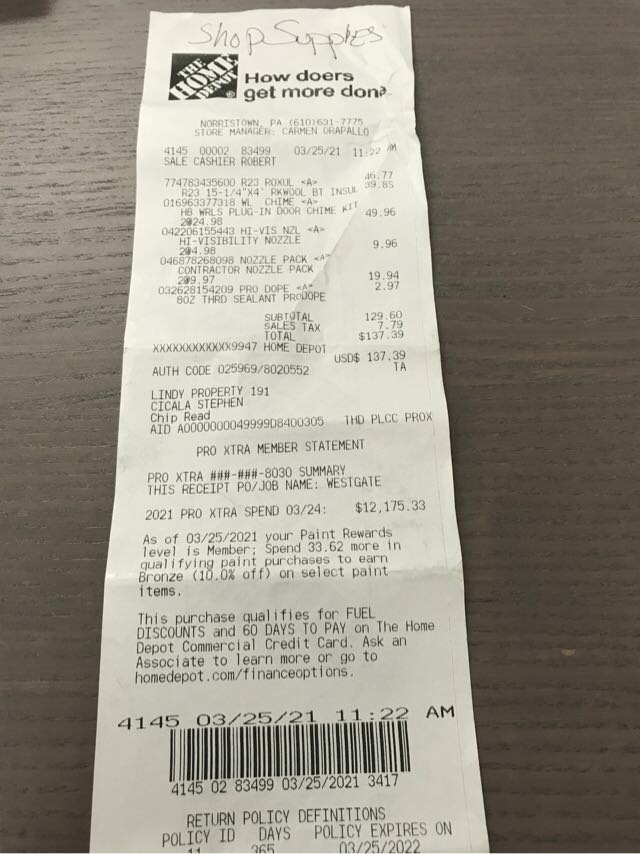 Shop Supplies
THE HOME DEPOT
How doers
get more done
NORRISTOWN, PA (610)631-7775
STORE MANAGER: CARMEN ORAPALLO
4145 00002 83499 03/25/21 11:22 AM
SALE CASHIER ROBERT
774783435600 R23 ROXUL <A> 46.77
R23 15-1/4"X4' RKWOOL BT INSUL 39.85
016963377318 WL CHIME <A>
HB WRLS PLUG-IN DOOR CHIME KIT
2@24.98 49.96
042206155443 HI-VIS NZL <A>
HI-VISIBILITY NOZZLE
2@4.98 9.96
046878268098 NOZZLE PACK <A>
CONTRACTOR NOZZLE PACK
2@9.97 19.94
032628154209 PRO DOPE <A> 2.97
8OZ THRD SEALANT PRODOPE
SUBTOTAL 129.60
SALES TAX 7.79
TOTAL $137.39
XXXXXXXXXXXX9947 HOME DEPOT
USD$ 137.39
AUTH CODE 025969/8020552 TA
LINDY PROPERTY 191
CICALA STEPHEN
Chip Read
AID A0000000049999D8400305 THD PLCC PROX
PRO XTRA MEMBER STATEMENT
PRO XTRA ###-###-8030 SUMMARY
THIS RECEIPT PO/JOB NAME: WESTGATE
2021 PRO XTRA SPEND 03/24: $12,175.33
As of 03/25/2021 your Paint Rewards
level is Member; Spend 33.62 more in
qualifying paint purchases to earn
Bronze (10.0% off) on select paint
items.
This purchase qualifies for FUEL
DISCOUNTS and 60 DAYS TO PAY on The Home
Depot Commercial Credit Card. Ask an
Associate to learn more or go to
homedepot.com/financeoptions.
4145 03/25/21 11:22 AM
4145 02 83499 03/25/2021 3417
RETURN POLICY DEFINITIONS
POLICY ID DAYS POLICY EXPIRES ON
11 365 03/25/2022